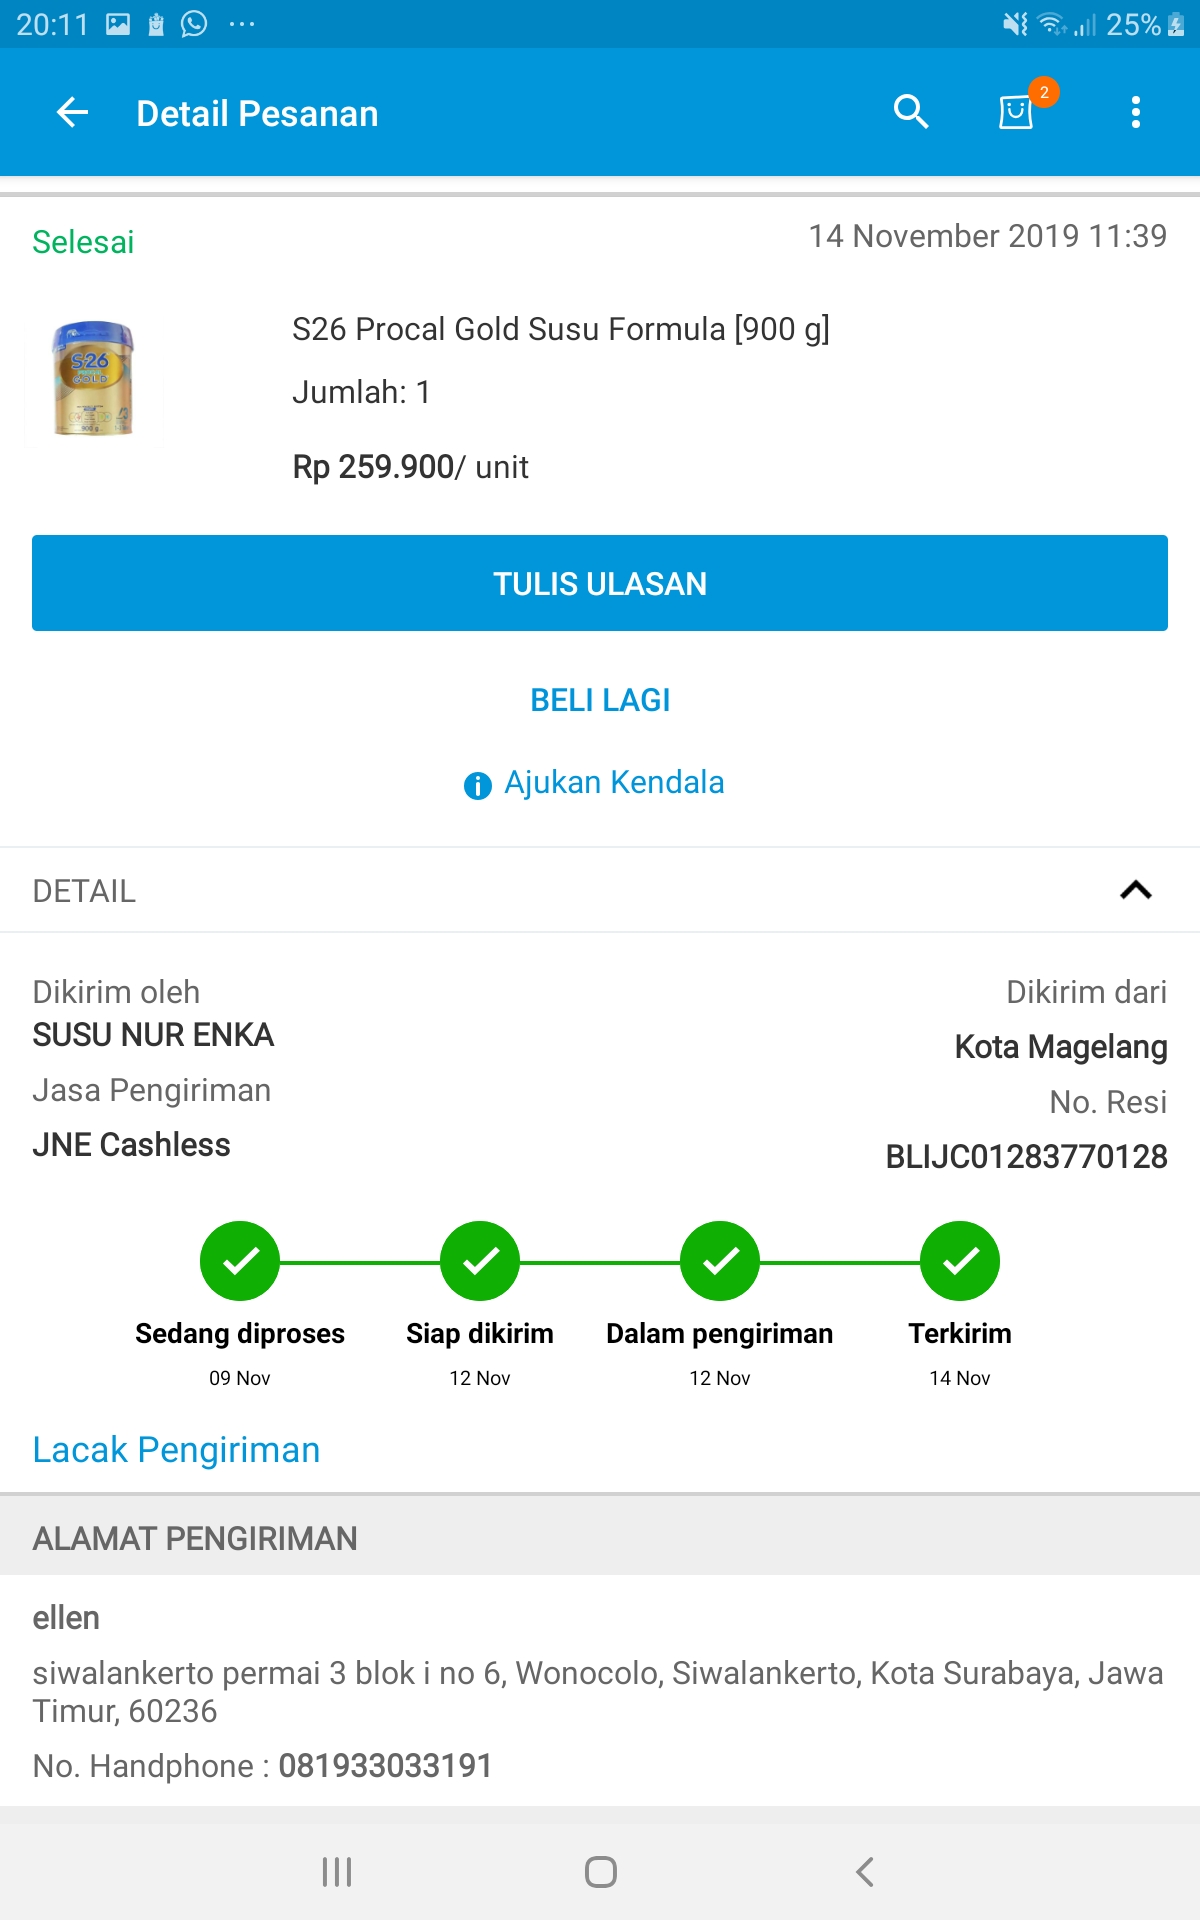 20:11
25%
Detail Pesanan
2
Selesai
14 November 2019 11:39
S-26
GOLD
900 g
S26 Procal Gold Susu Formula [900 g]
Jumlah: 1
Rp 259.900/ unit
TULIS ULASAN
BELI LAGI
Ajukan Kendala
DETAIL
Dikirim oleh
SUSU NUR ENKA
Dikirim dari
Kota Magelang
Jasa Pengiriman
JNE Cashless
No. Resi
BLIJC01283770128
Sedang diproses
09 Nov
Siap dikirim
12 Nov
Dalam pengiriman
12 Nov
Terkirim
14 Nov
Lacak Pengiriman
ALAMAT PENGIRIMAN
ellen
siwalankerto permai 3 blok i no 6, Wonocolo, Siwalankerto, Kota Surabaya, Jawa
Timur, 60236
No. Handphone : 081933033191